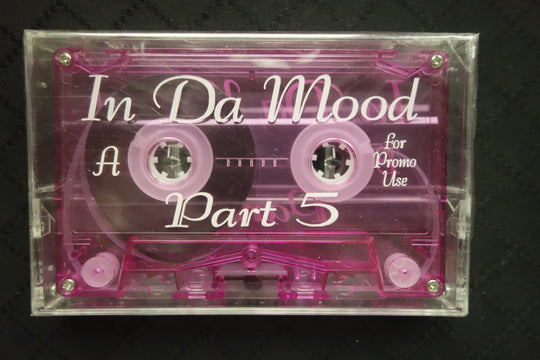 In Da Mood
A
for
Promo
Use
Part 5